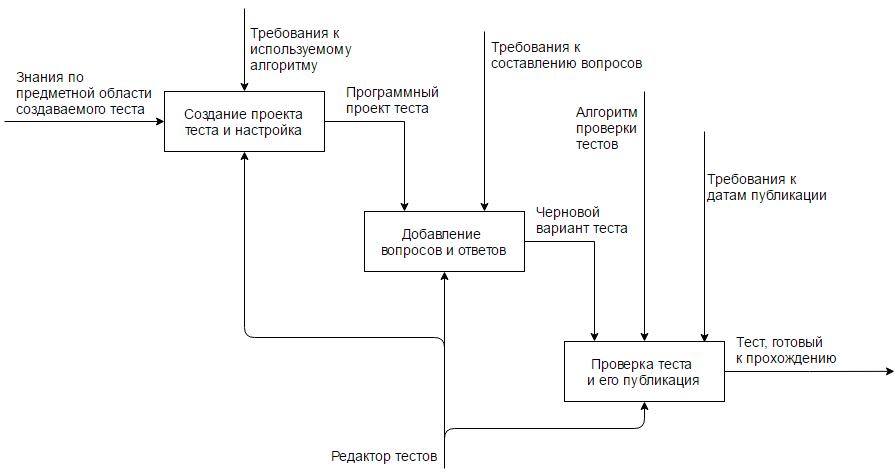 Требования к
используемому
алгоритму
Требования к
составлению вопросов
Знания по
предметной области
создаваемого теста
Программный
проект теста
Создание проекта
теста и настройка
Алгоритм
проверки
тестов
Требования к
датам публикации
Черновой
вариант теста
Добавление
вопросов и ответов
Тест, готовый
к прохождению
Проверка теста
и его публикация
Редактор тестов